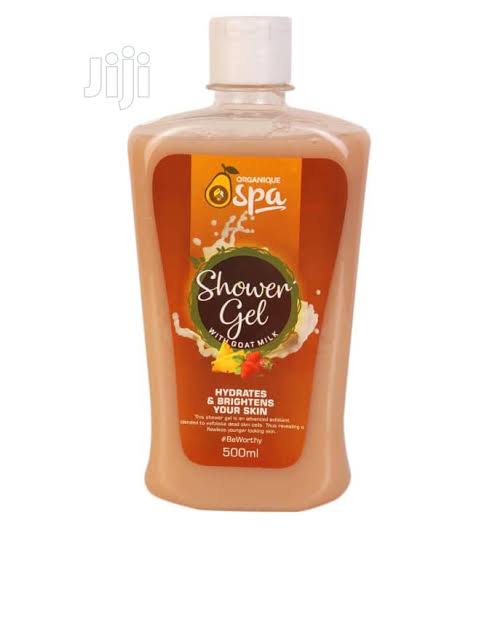 Jiji
ORGANIQUE
spa
Shower
Gel
WITH GOAT MILK
HYDRATES
& BRIGHTENS
YOUR SKIN
This shower gel is an advanced exfoliant
blended to exfoliate dead skin cells. Thus revealing a
flawless younger looking skin.
#BeWorthy
500ml